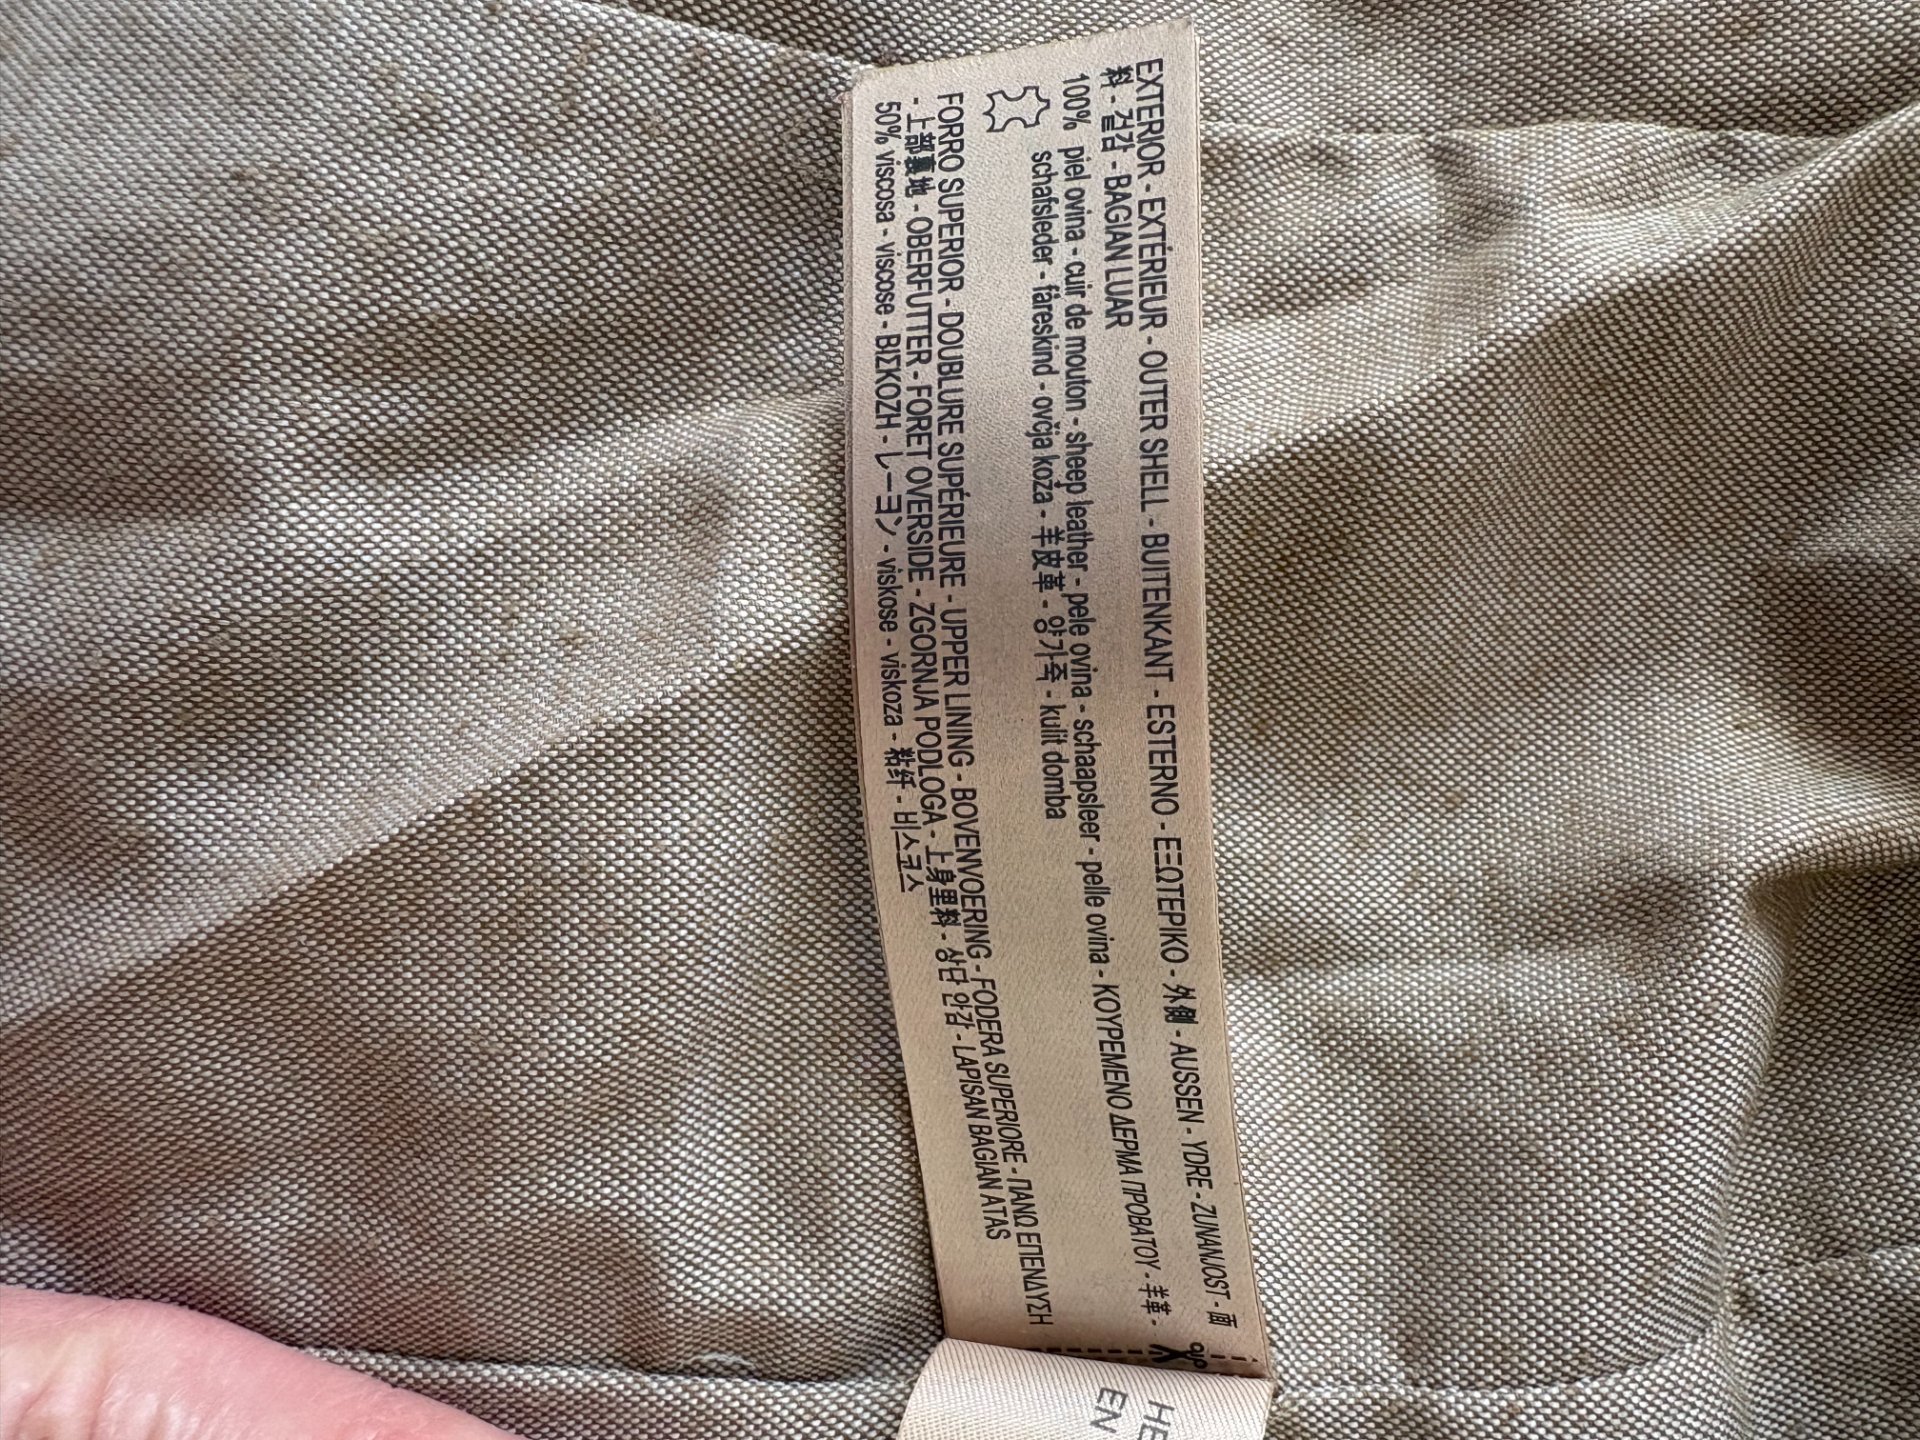 EXTERIOR - EXTÉRIEUR - OUTER SHELL - BUITENKANT - ESTERNO - ΕΞΩΤΕΡΙΚΟ - 外側 - AUSSEN - YDRE - ZUNANJOST - 面
料 - 겉감 - BAGIAN LUAR
100% piel ovina - cuir de mouton - sheep leather - pele ovina - schaapsleer - pelle ovina - ΚΟΥΡΕΜΕΝΟ ΔΕΡΜΑ ΠΡΟΒΑΤΟΥ - 羊革 -
schafsleder - fåreskind - ovčja koža - 羊皮革 - 양가죽 - kulit domba
FORRO SUPERIOR - DOUBLURE SUPÉRIEURE - UPPER LINING - BOVENVOERING - FODERA SUPERIORE - ΠΑΝΩ ΕΠΕΝΔΥΣΗ
- 上部裏地 - OBERFUTTER - FORET OVERSIDE - ZGORNJA PODLOGA - 上身里料 - 상단 안감 - LAPISAN BAGIAN ATAS
50% viscosa - viscose - ΒΙΣΚΟΖΗ - レーヨン - viskose - viskoza - 粘纤 - 비스코스
HE
EN